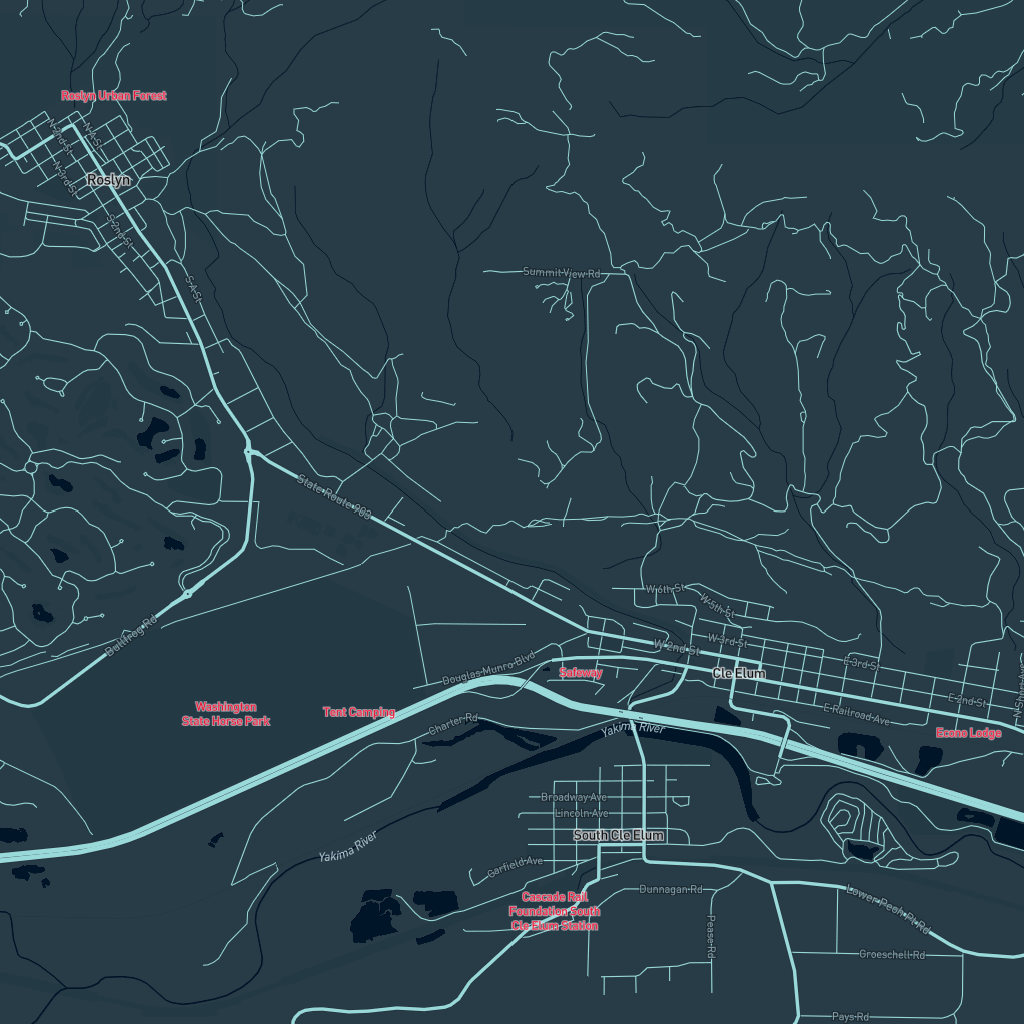 Roslyn Urban Forest
N 2nd St
N A St
N 3rd St
Roslyn
S 2nd St
S A St
Summit View Rd
State Route 903
W 6th St
W 5th St
W 3rd St
W 2nd St
E 3rd St
Bullfrog Rd
Douglas Munro Blvd
Safeway
Cle Elum
E 2nd St
E Railroad Ave
Washington
State Horse Park
Tent Camping
Charter Rd
Yakima River
Econo Lodge
Broadway Ave
Lincoln Ave
South Cle Elum
Yakima River
Garfield Ave
Dunnagan Rd
Cascade Rail
Foundation South
Cle Elum Station
Lower Peoh Pt Rd
Pease Rd
Groeschell Rd
Pays Rd